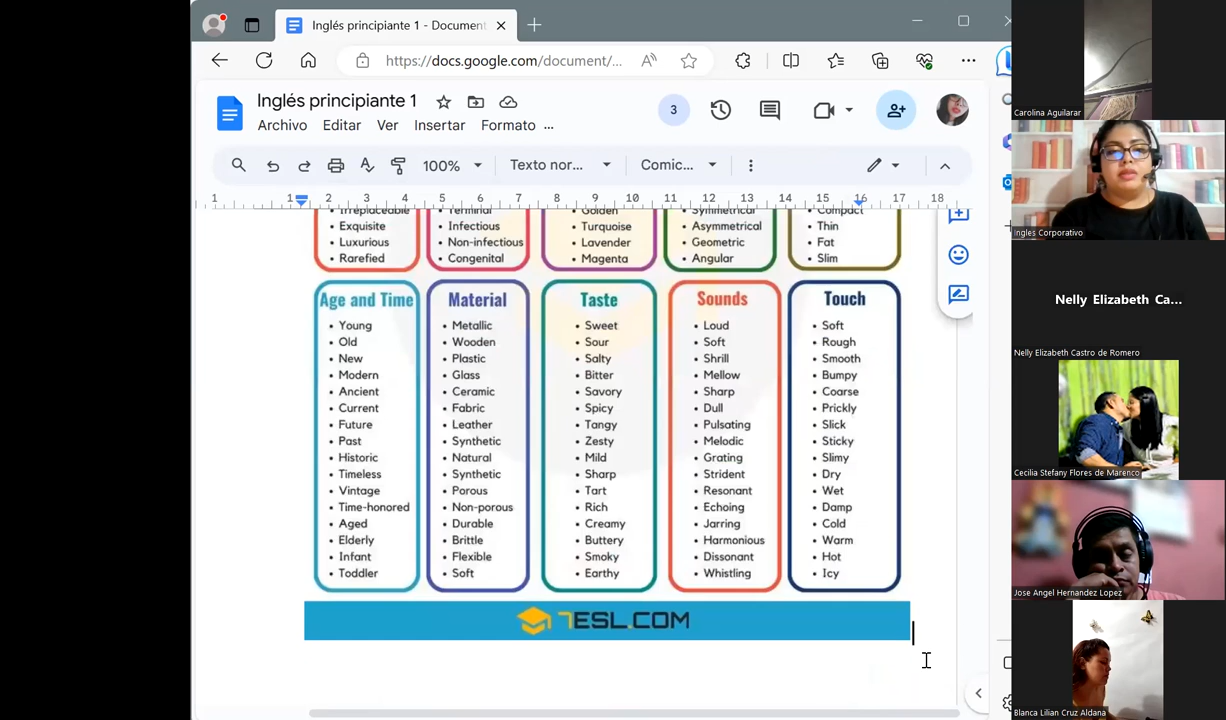 Inglés principiante 1 - Document
https://docs.google.com/document/...
Inglés principiante 1
3
Archivo Editar Ver Insertar Formato ...
100% Texto nor... Comic...
1 1 2 3 4 5 6 7 8 9 10 11 12 13 14 15 16 17 18
Irreplaceable
Exquisite
Luxurious
Rarefied
Terminal
Infectious
Non-infectious
Congenital
Golden
Turquoise
Lavender
Magenta
Symmetrical
Asymmetrical
Geometric
Angular
Compact
Thin
Fat
Slim
Age and Time
Young
Old
New
Modern
Ancient
Current
Future
Past
Historic
Timeless
Vintage
Time-honored
Aged
Elderly
Infant
Toddler
Material
Metallic
Wooden
Plastic
Glass
Ceramic
Fabric
Leather
Synthetic
Natural
Synthetic
Porous
Non-porous
Durable
Brittle
Flexible
Soft
Taste
Sweet
Sour
Salty
Bitter
Savory
Spicy
Tangy
Zesty
Mild
Sharp
Tart
Rich
Creamy
Buttery
Smoky
Earthy
Sounds
Loud
Soft
Shrill
Mellow
Sharp
Dull
Pulsating
Melodic
Grating
Strident
Resonant
Echoing
Jarring
Harmonious
Dissonant
Whistling
Touch
Soft
Rough
Smooth
Bumpy
Coarse
Prickly
Slick
Sticky
Slimy
Dry
Wet
Damp
Cold
Warm
Hot
Icy
7ESL.COM
Carolina Aguilarar
Ingles Corporativo
Nelly Elizabeth Ca...
Nelly Elizabeth Castro de Romero
Cecilia Stefany Flores de Marenco
Jose Angel Hernandez Lopez
Blanca Lilian Cruz Aldana